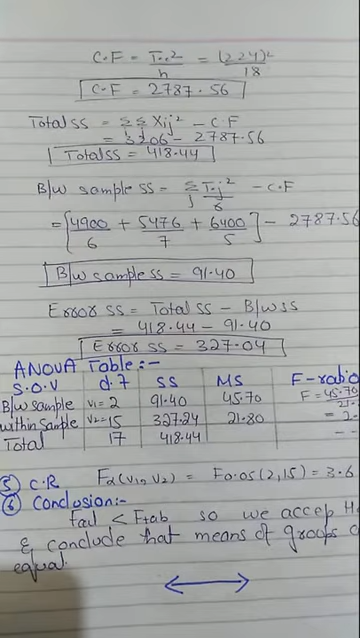 C.F = T..² / n = (224)² / 18
C.F = 2787.56
Total SS = Σ Σ Xij² - C.F
= 3206 - 2787.56
Total SS = 418.44
B/w sample SS = Σj T.j² / r - C.F
= [4900/6 + 5476/7 + 6400/5] - 2787.56
B/w sample SS = 91.40
Error SS = Total SS - B/w SS
= 418.44 - 91.40
Error SS = 327.04
ANOVA Table:-
S.O.V d.f SS MS F-ratio
B/w sample V₁=2 91.40 45.70 F = 45.70
within sample V₂=15 327.24 21.80 = 2.
Total 17 418.44 --
⑤ C.R Fα(V₁, V₂) = F0.05(2,15) = 3.6
⑥ Conclusion:-
Fcal < Ftab so we accep H
& conclude that means of groups
equal.